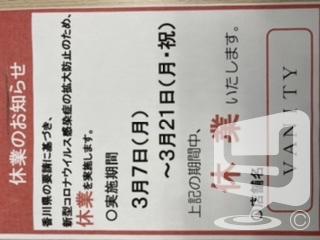 休業のお知らせ
香川県の要請に基づき、
新型コロナウイルス感染症の拡大防止のため、
休業を実施します。
○実施期間
3月7日(月)
～3月21日(月・祝)
上記の期間中、
休業いたします。
VANITY